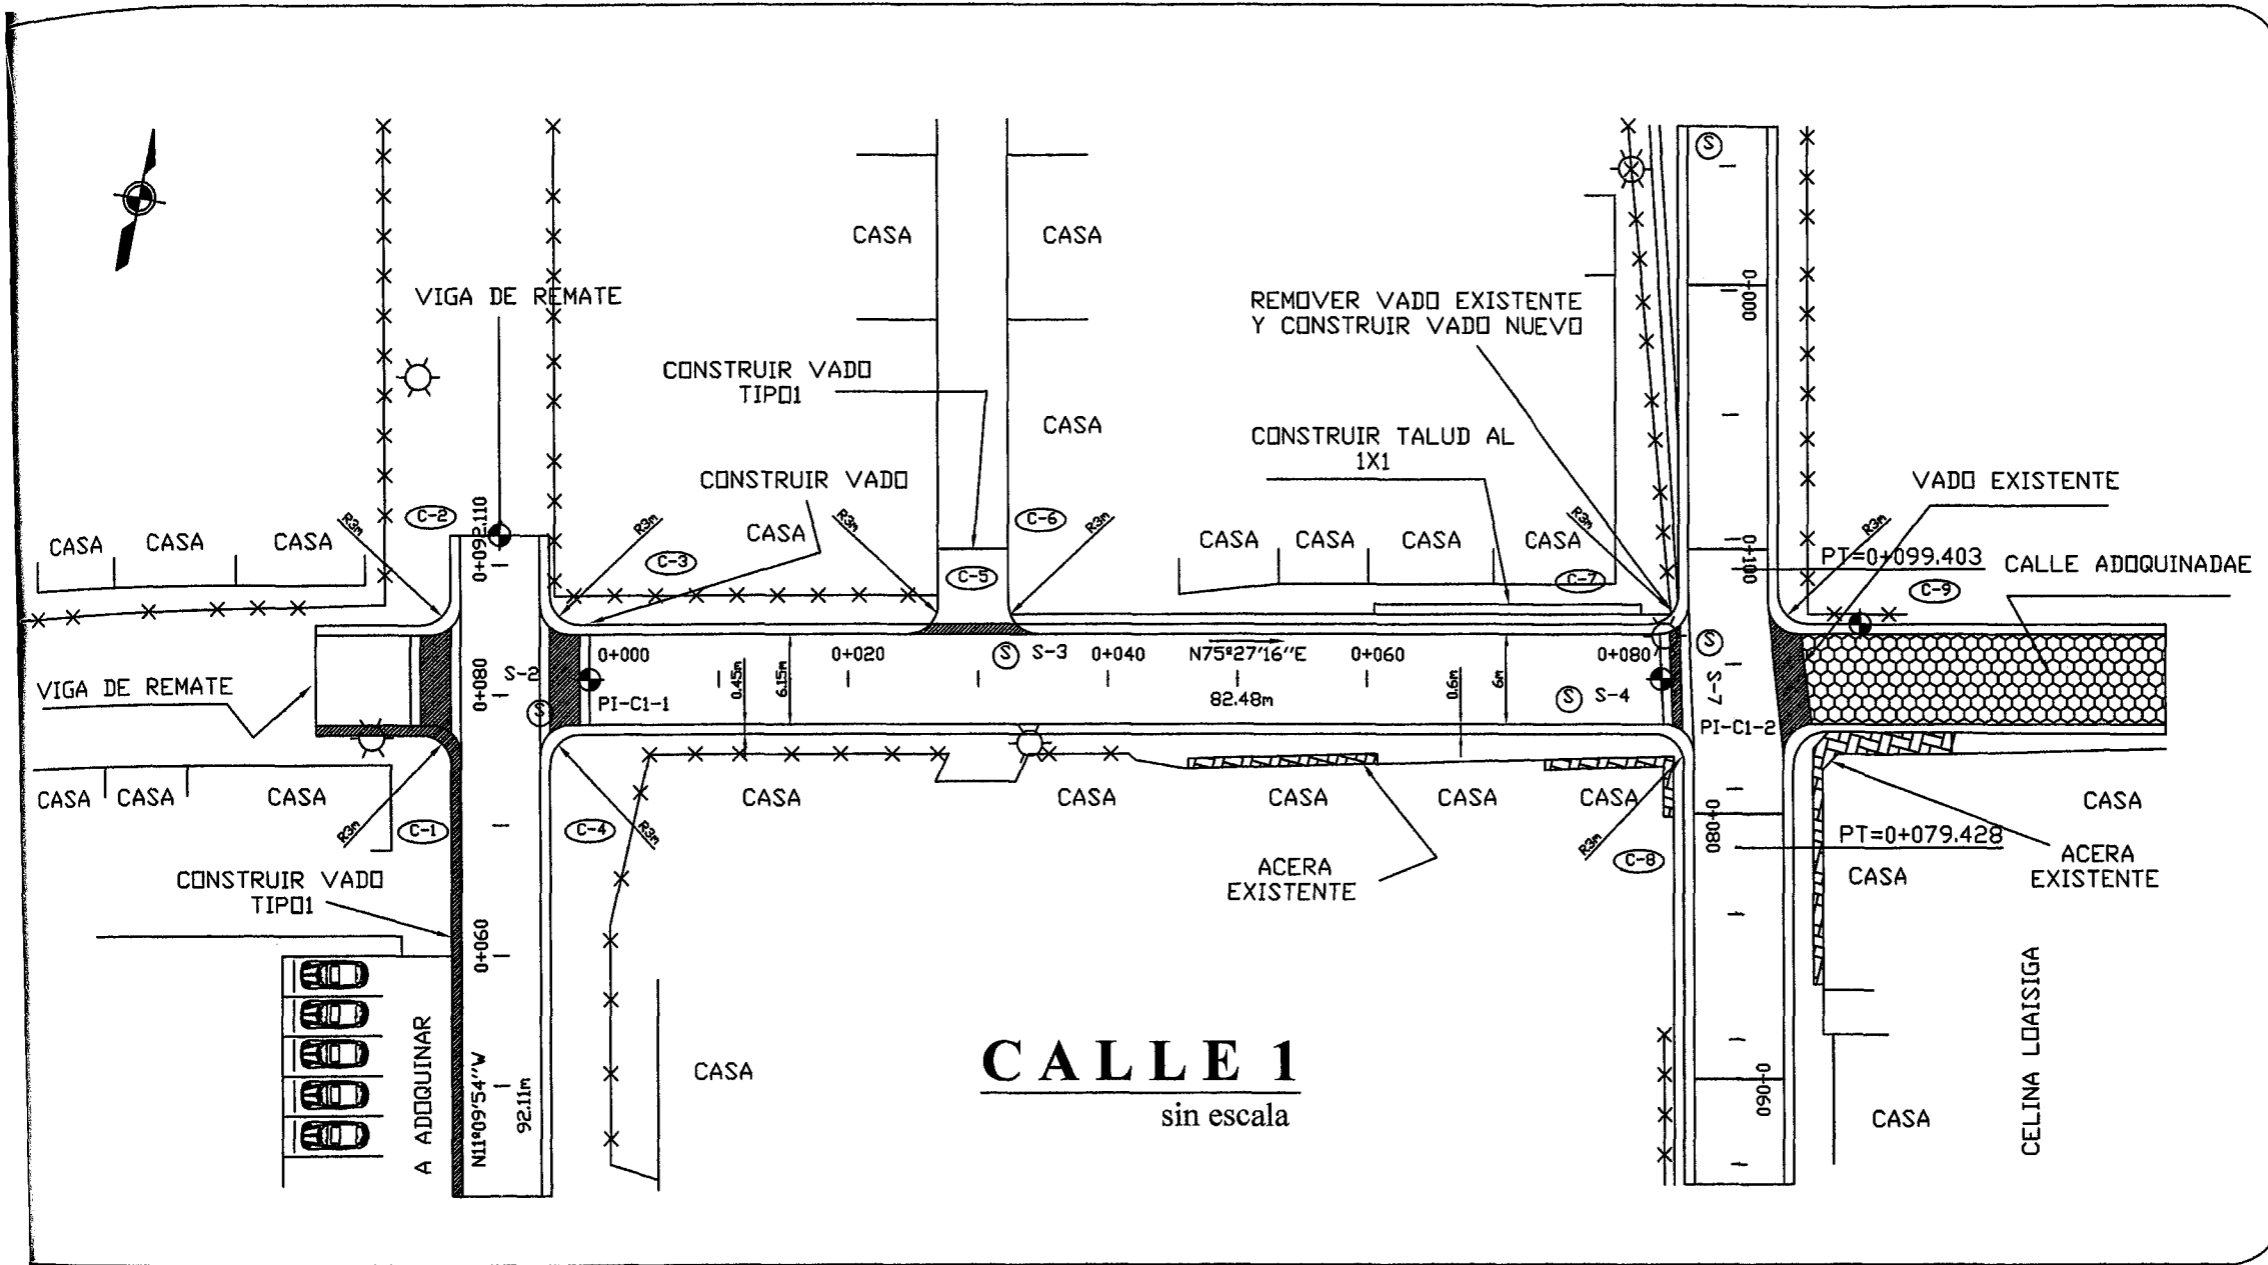 VIGA DE REMATE
CASA
CASA
REMOVER VADO EXISTENTE
Y CONSTRUIR VADO NUEVO
0+000
CONSTRUIR VADO
TIPO1
CASA
CONSTRUIR TALUD AL
1X1
CONSTRUIR VADO
VADO EXISTENTE
R3m
C-2
0+092.110
R3m
CASA
R3m
C-6
R3m
R3m
R3m
CASA
CASA
CASA
C-3
C-5
CASA
CASA
CASA
CASA
C-7
0+100
PT=0+099.403
CALLE ADOQUINADAE
C-9
VIGA DE REMATE
0+080
S-2
S
0+000
PI-C1-1
0.45m
6.15m
0+020
S
S-3
0+040
N75°27'16''E
82.48m
0+060
0.6m
6m
0+080
S
S-4
S
S
S-7
PI-C1-2
CASA
CASA
CASA
R3m
C-1
C-4
R3m
CASA
CASA
CASA
CASA
CASA
R3m
C-8
0+080
PT=0+079.428
CASA
CASA
ACERA
EXISTENTE
ACERA
EXISTENTE
CONSTRUIR VADO
TIPO1
0+060
A ADOQUINAR
N11°09'54''W
92.11m
CASA
CALLE 1
sin escala
0+060
CASA
CELINA LOAISIGA